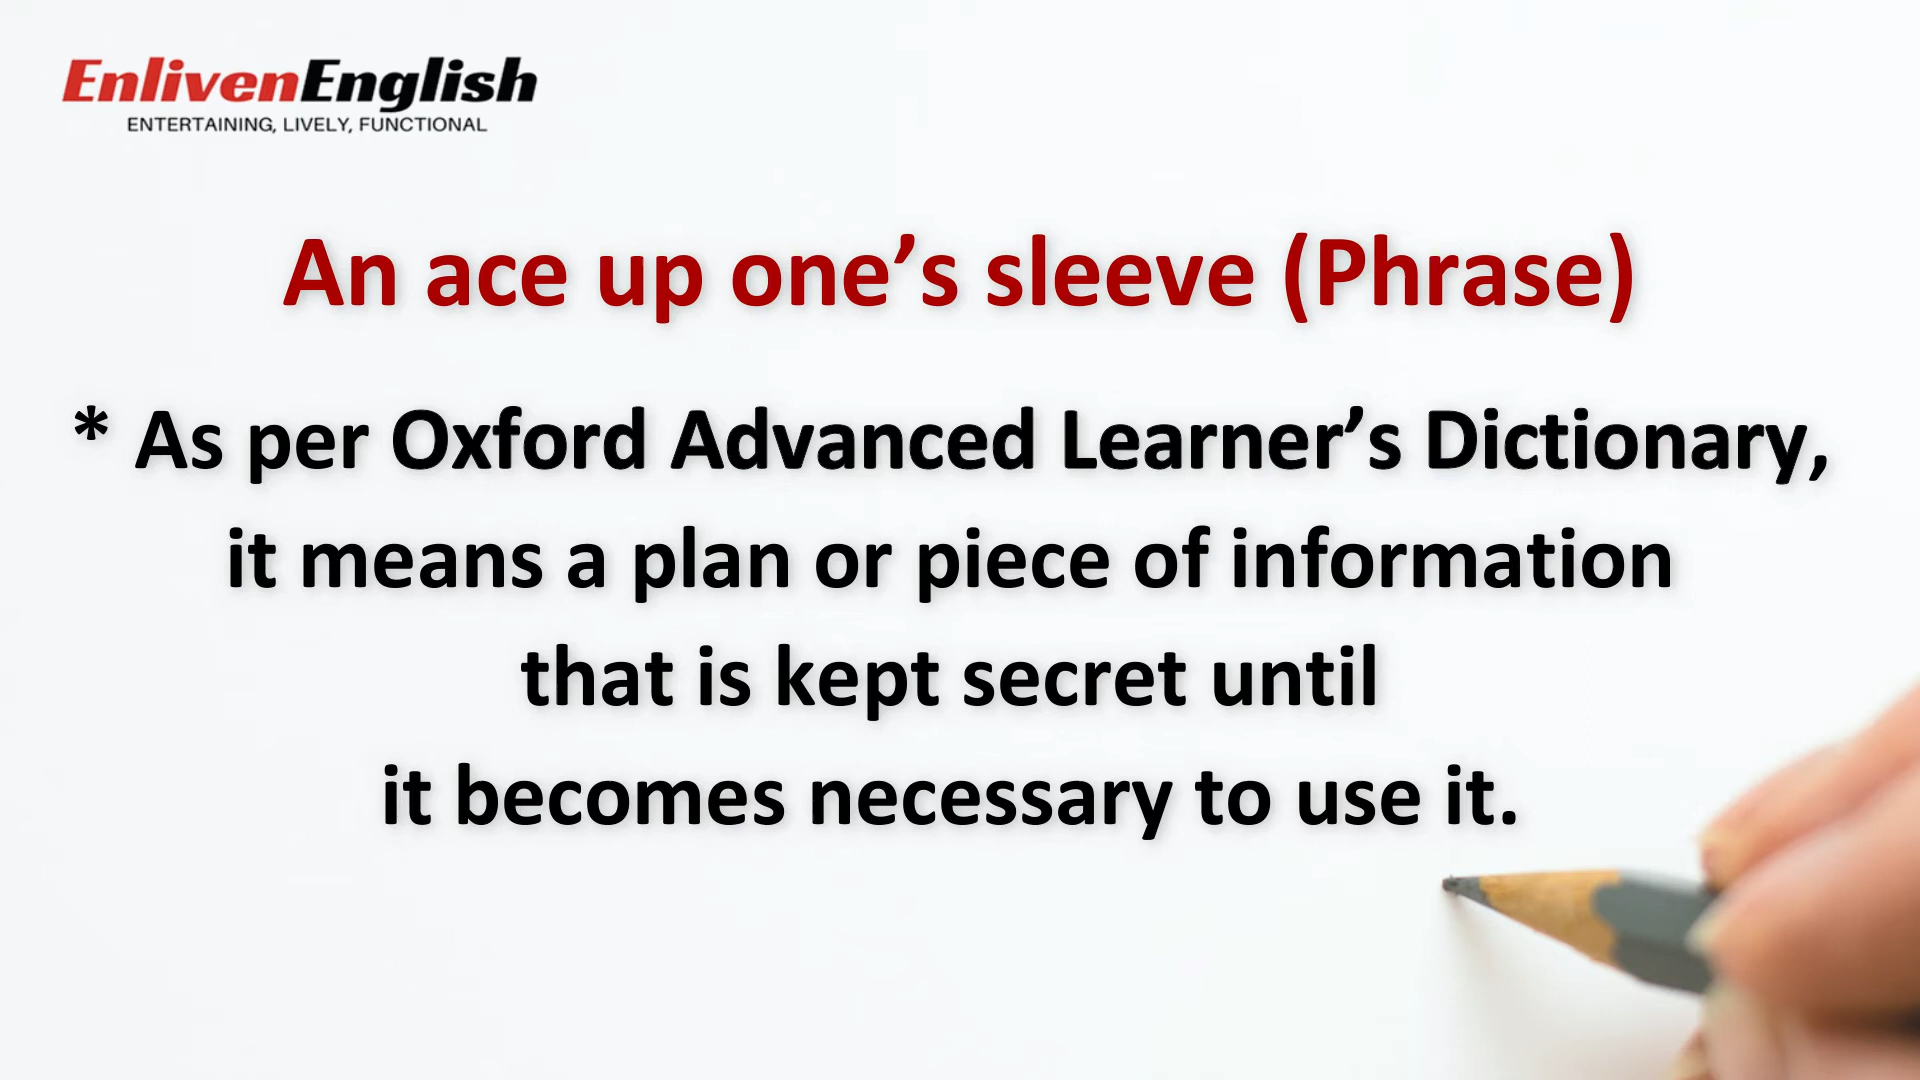 EnlivenEnglish
ENTERTAINING, LIVELY, FUNCTIONAL
An ace up one’s sleeve (Phrase)
* As per Oxford Advanced Learner’s Dictionary,
it means a plan or piece of information
that is kept secret until
it becomes necessary to use it.